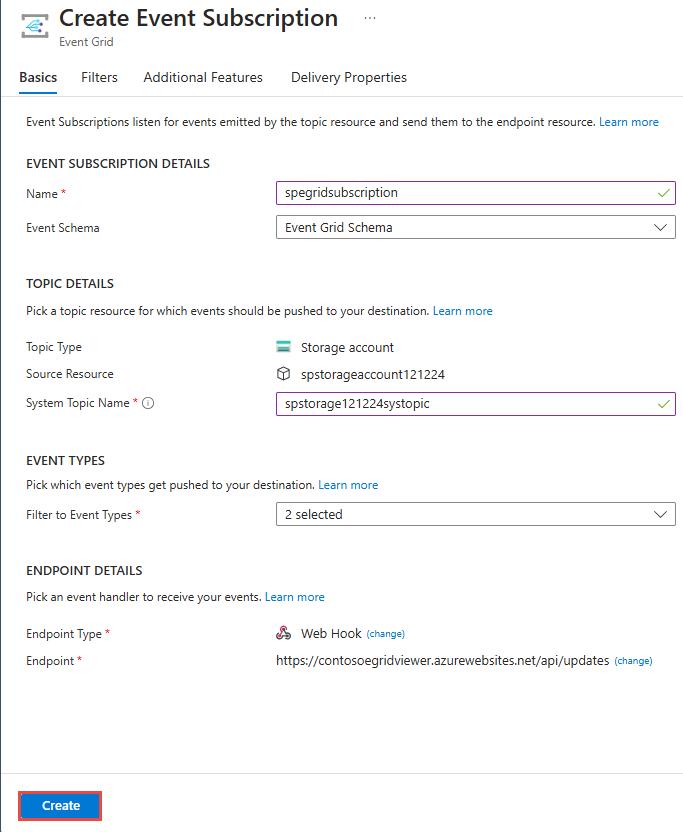 Create Event Subscription ...
Event Grid
Basics Filters Additional Features Delivery Properties
Event Subscriptions listen for events emitted by the topic resource and send them to the endpoint resource. Learn more
EVENT SUBSCRIPTION DETAILS
Name * spegridsubscription
Event Schema Event Grid Schema
TOPIC DETAILS
Pick a topic resource for which events should be pushed to your destination. Learn more
Topic Type Storage account
Source Resource spstorageaccount121224
System Topic Name * spstorage121224systopic
EVENT TYPES
Pick which event types get pushed to your destination. Learn more
Filter to Event Types * 2 selected
ENDPOINT DETAILS
Pick an event handler to receive your events. Learn more
Endpoint Type * Web Hook (change)
Endpoint * https://contosoegridviewer.azurewebsites.net/api/updates (change)
Create